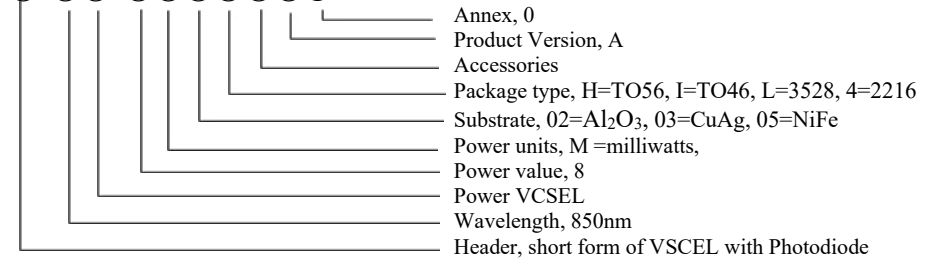 Annex, 0
Product Version, A
Accessories
Package type, H=TO56, I=TO46, L=3528, 4=2216
Substrate, 02=Al₂O₃, 03=CuAg, 05=NiFe
Power units, M =milliwatts,
Power value, 8
Power VCSEL
Wavelength, 850nm
Header, short form of VSCEL with Photodiode